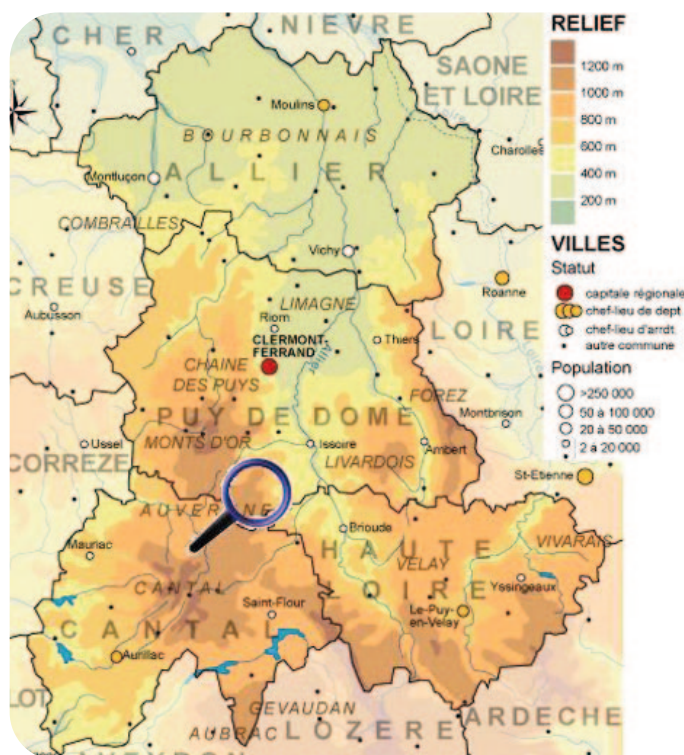 NIEVRE
CHER
SAONE
ET LOIRE
Moulins
BOURBONNAIS
Charolles
Montluçon
ALLIER
COMBRAILLES
Vichy
CREUSE
Aubusson
LIMAGNE
Riom
CLERMONT-
FERRAND
Thiers
Roanne
LOIRE
Allier
CHAINE
DES PUYS
FOREZ
PUY DE DOME
Montbrison
Ussel
MONTS D'OR
Issoire
Ambert
CORREZE
LIVARDOIS
St-Etienne
AUVERGNE
Brioude
Mauriac
HAUTE
VIVARAIS
VELAY
CANTAL
LOIRE
Yssingeaux
Saint-Flour
Le-Puy-
en-Velay
CANTAL
Aurillac
LOT
GEVAUDAN
ARDECHE
AUBRAC
LOZERE
AVEYRON
RELIEF
1200 m
1000 m
800 m
600 m
400 m
200 m
VILLES
Statut
capitale régionale
chef-lieu de dept
chef-lieu d'arrdt
autre commune
Population
>250 000
50 à 100 000
20 à 50 000
2 à 20 000